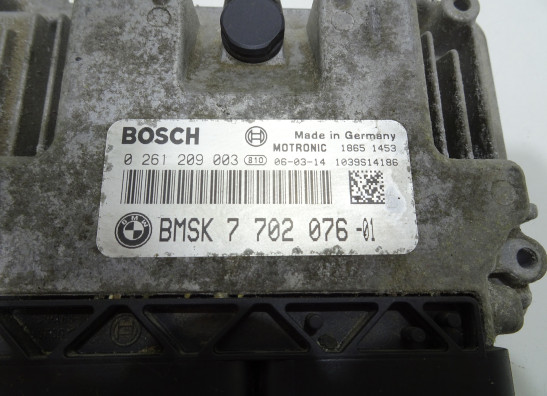 BOSCH Made in Germany
MOTRONIC 1865 1453
0 261 209 003 810 06-03-14 1039S14186
BMW BMSK 7 702 076 -01